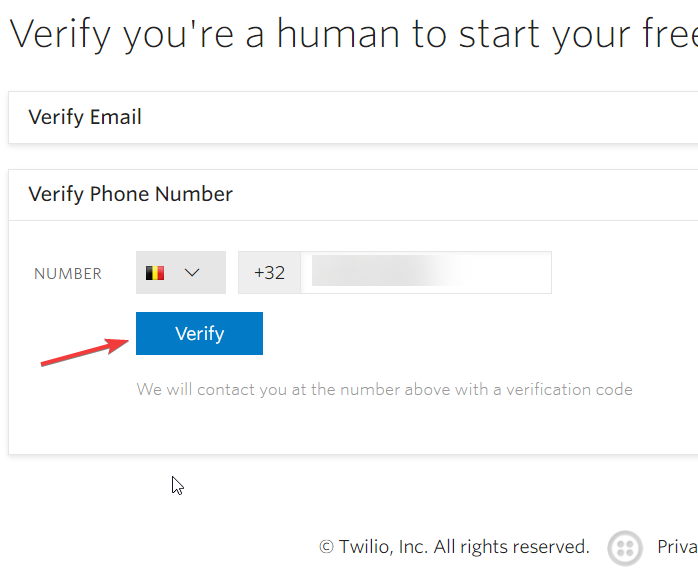 Verify you're a human to start your free
Verify Email
Verify Phone Number
NUMBER
+32
Verify
We will contact you at the number above with a verification code
© Twilio, Inc. All rights reserved.
Priva